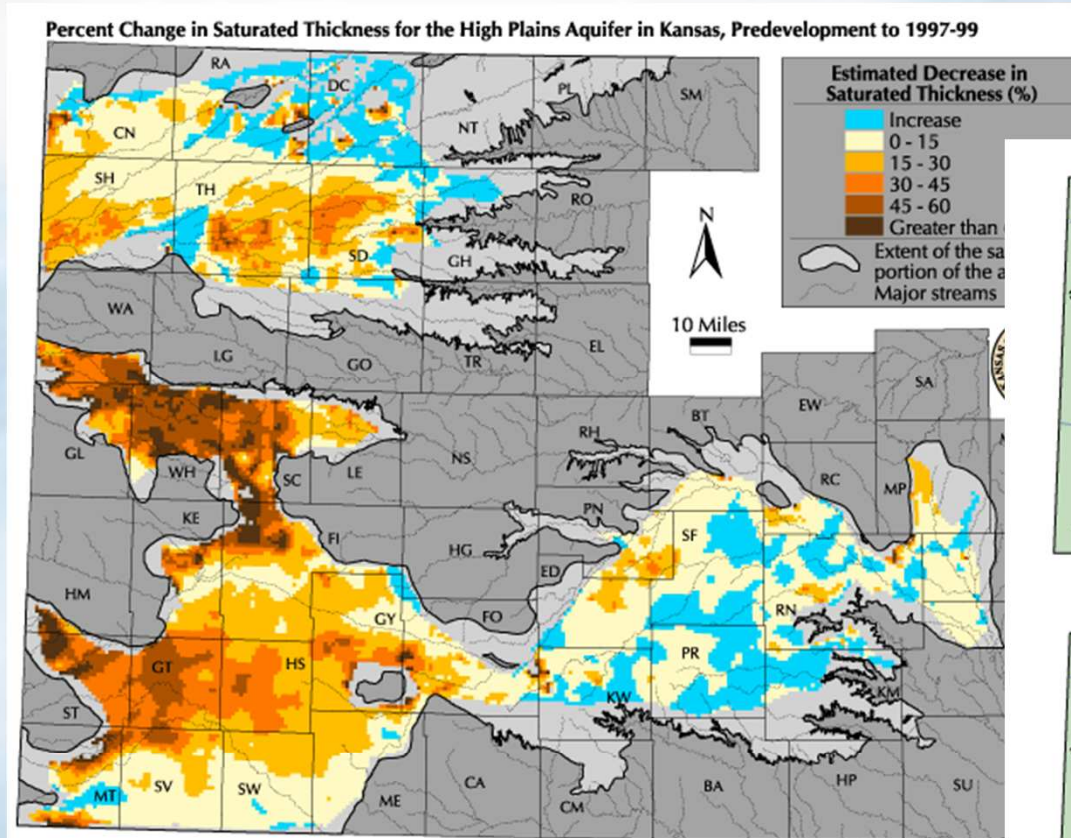 Percent Change in Saturated Thickness for the High Plains Aquifer in Kansas, Predevelopment to 1997-99
Estimated Decrease in
Saturated Thickness (%)
Increase
0 - 15
15 - 30
30 - 45
45 - 60
Greater than
Extent of the sa
portion of the a
Major streams
N
10 Miles
RA
DC
PL
SM
CN
NT
SH
TH
RO
SD
GH
WA
LG
GO
TR
EL
SA
EW
BT
RH
GL
WH
SC
LE
NS
RC
MP
KE
FI
PN
SF
HG
ED
HM
GY
FO
RN
GT
HS
PR
ST
KW
KM
MT
SV
SW
ME
CA
CM
BA
HP
SU